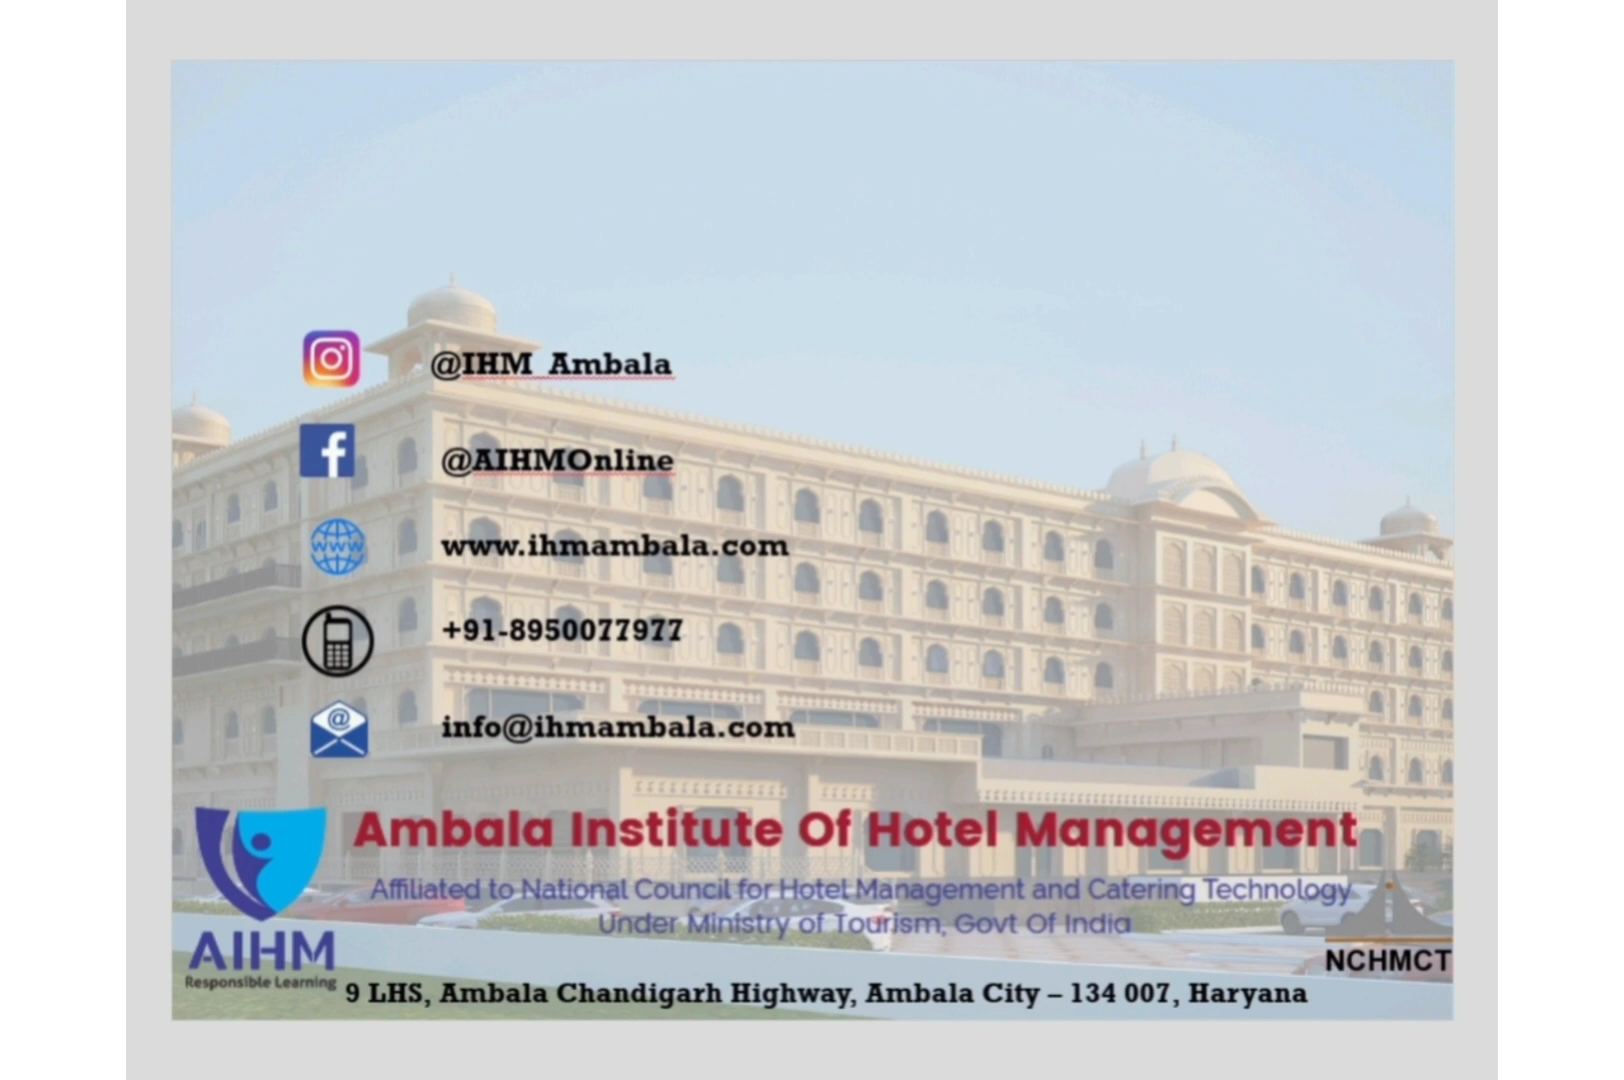 @IHM_Ambala
@AIHMOnline
www
www.ihmambala.com
+91-8950077977
@
info@ihmambala.com
Ambala Institute Of Hotel Management
Affiliated to National Council for Hotel Management and Catering Technology
Under Ministry of Tourism, Govt Of India
AIHM
Responsible Learning
NCHMCT
9 LHS, Ambala Chandigarh Highway, Ambala City – 134 007, Haryana